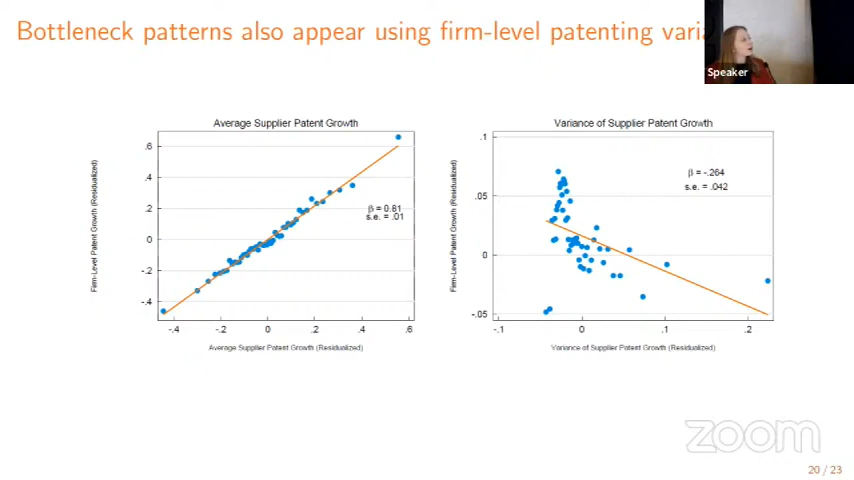 Bottleneck patterns also appear using firm-level patenting
Speaker
Average Supplier Patent Growth
Firm-Level Patent Growth (Residualized)
.6
.4
.2
0
-.2
-.4
β = 0.81
s.e. = .01
-.4 -.2 0 .2 .4 .6
Average Supplier Patent Growth (Residualized)
Variance of Supplier Patent Growth
Firm-Level Patent Growth (Residualized)
.1
.05
0
-.05
β = -.264
s.e. = .042
-.1 0 .1 .2
Variance of Supplier Patent Growth (Residualized)
zoom
20 / 23